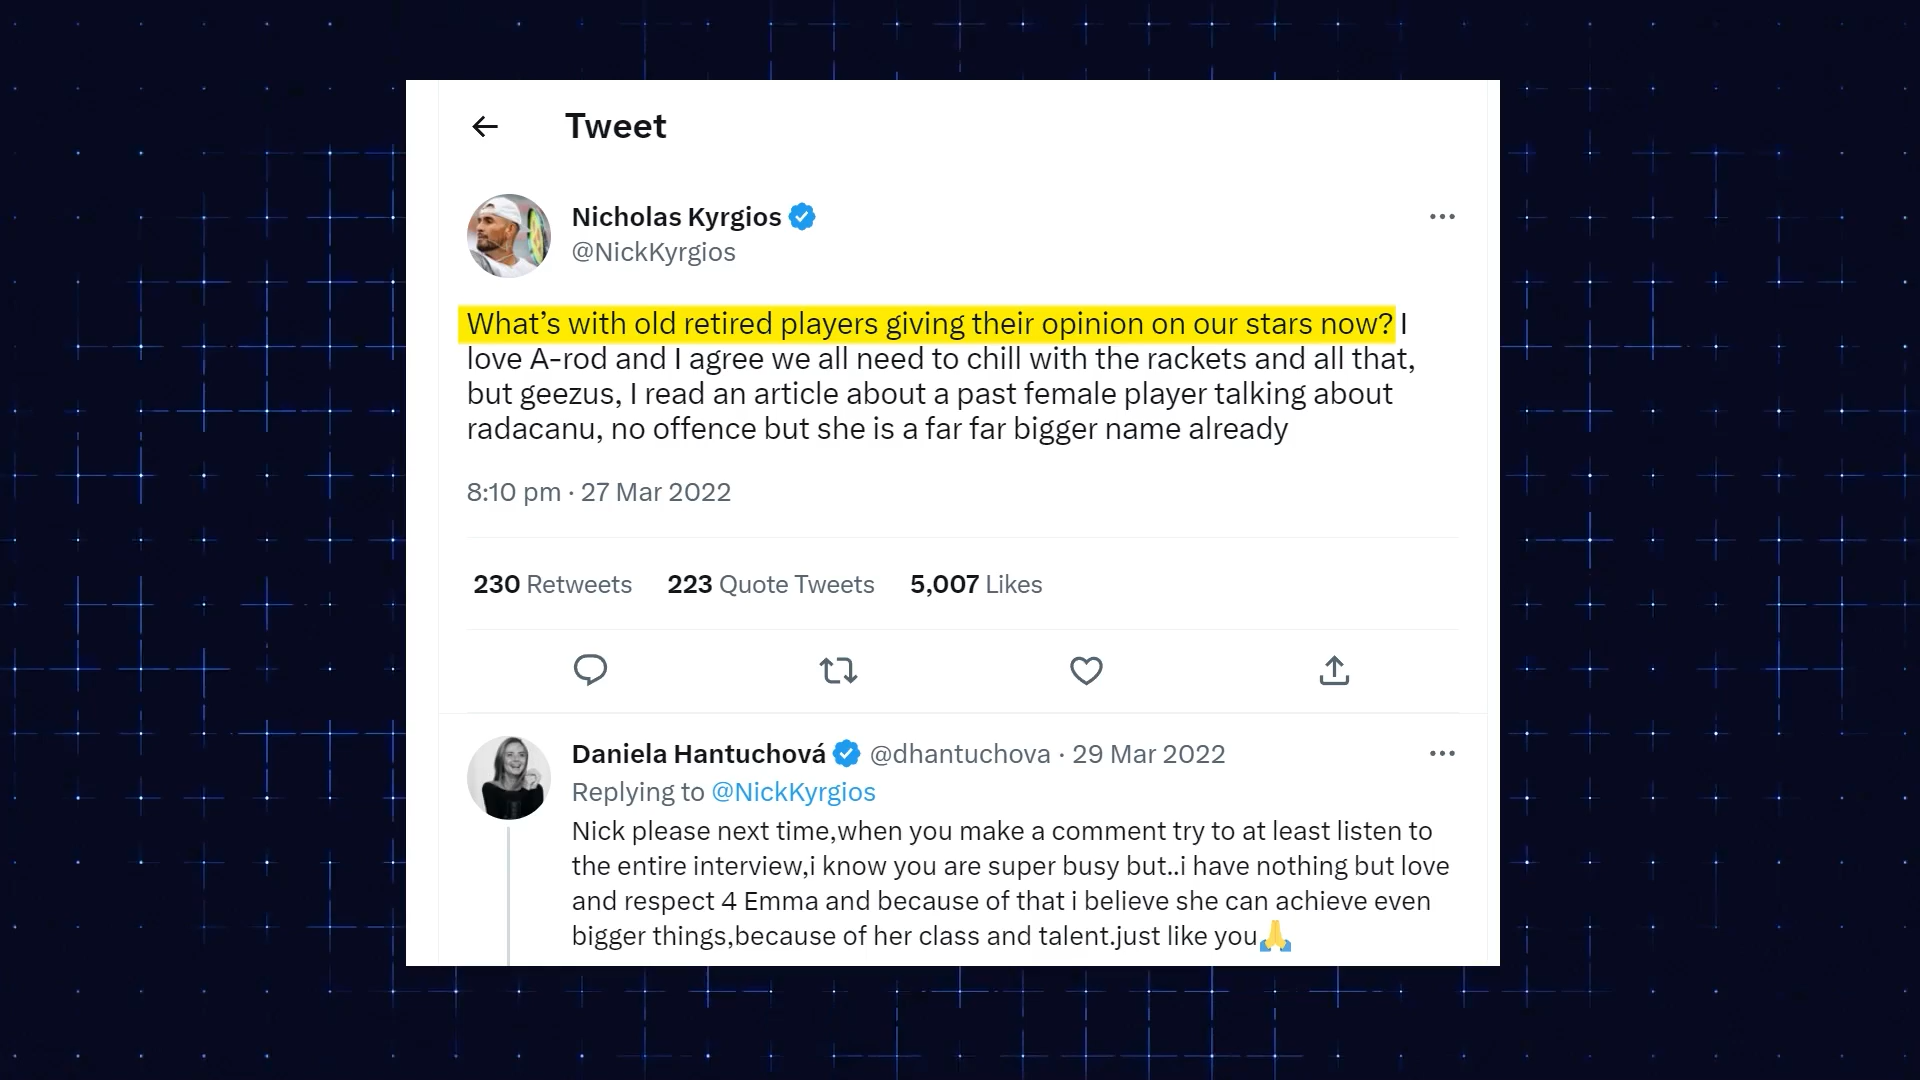 Tweet
Nicholas Kyrgios
@NickKyrgios
What's with old retired players giving their opinion on our stars now? I
love A-rod and I agree we all need to chill with the rackets and all that,
but geezus, I read an article about a past female player talking about
radacanu, no offence but she is a far far bigger name already
8:10 pm · 27 Mar 2022
230 Retweets 223 Quote Tweets 5,007 Likes
Daniela Hantuchová @dhantuchova · 29 Mar 2022
Replying to @NickKyrgios
Nick please next time,when you make a comment try to at least listen to
the entire interview,i know you are super busy but..i have nothing but love
and respect 4 Emma and because of that i believe she can achieve even
bigger things,because of her class and talent.just like you🙏